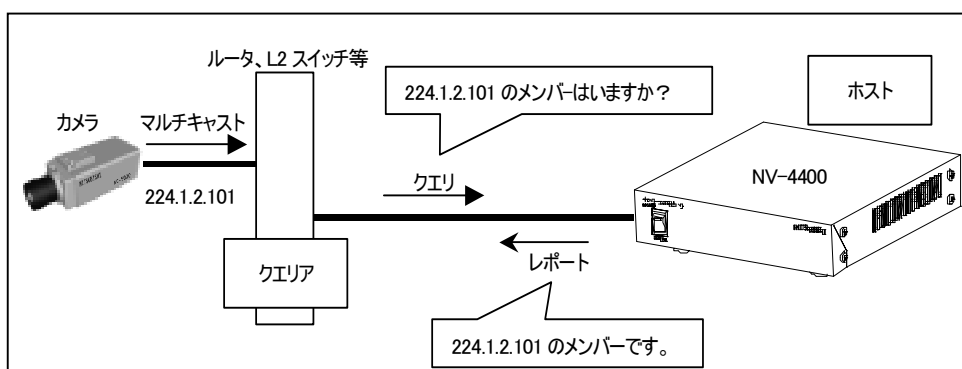 ルータ、L2 スイッチ等
224.1.2.101 のメンバーはいますか？
ホスト
カメラ
マルチキャスト
NV-4400
クエリ
224.1.2.101
クエリア
レポート
224.1.2.101 のメンバーです。